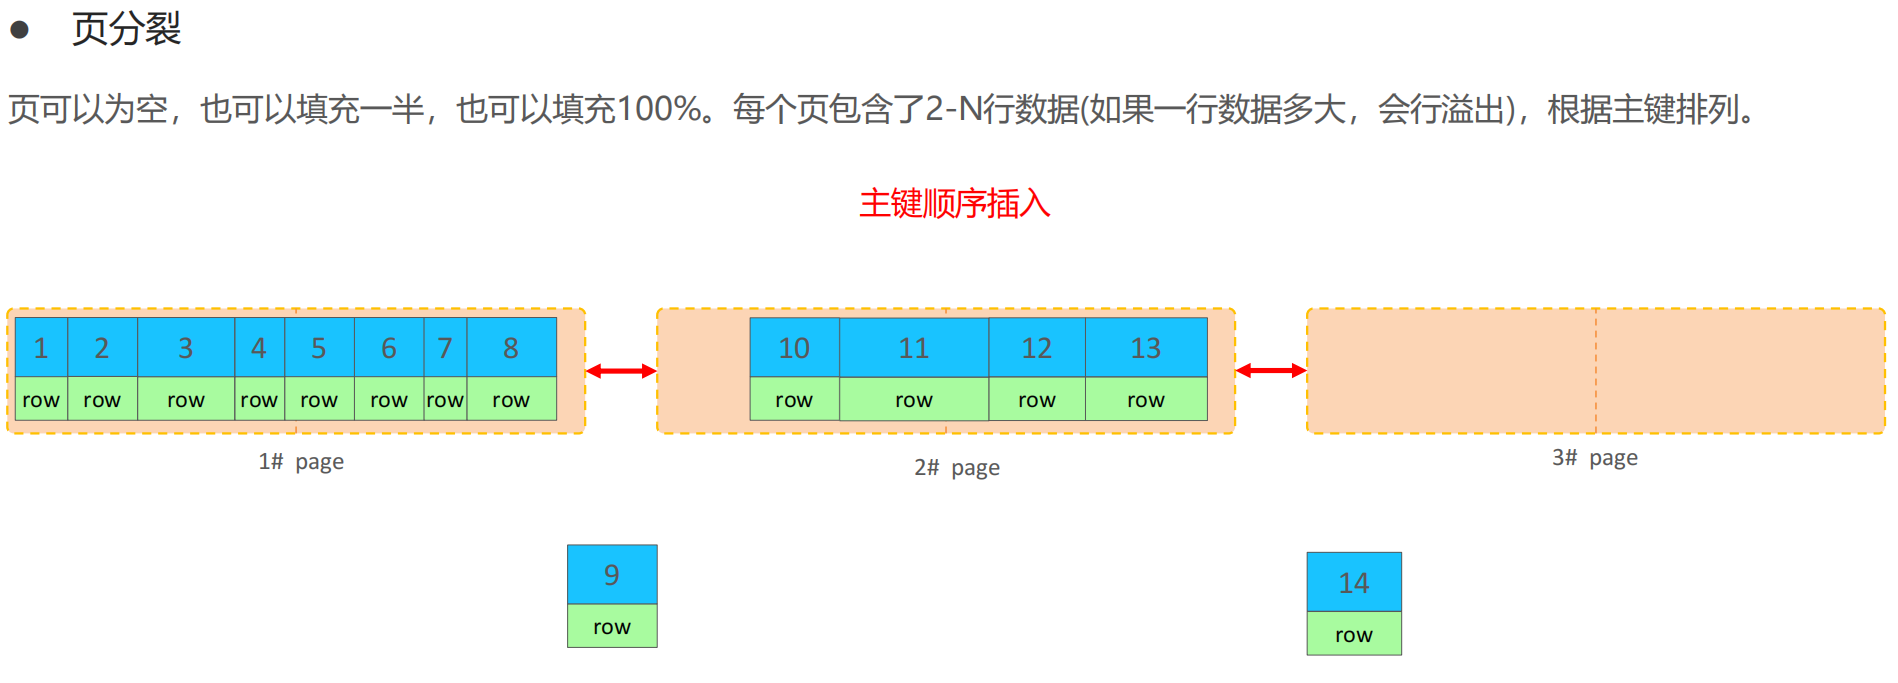 ● 页分裂
页可以为空，也可以填充一半，也可以填充100%。每个页包含了2-N行数据(如果一行数据多大，会行溢出)，根据主键排列。
主键顺序插入
1 2 3 4 5 6 7 8
row row row row row row row row
10 11 12 13
row row row row
1# page
2# page
3# page
9
row
14
row